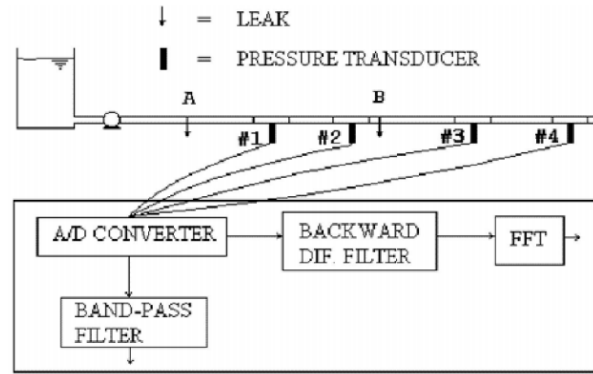 = LEAK
= PRESSURE TRANSDUCER
A
B
#1
#2
#3
#4
A/D CONVERTER
BACKWARD
DIF. FILTER
FFT
BAND-PASS
FILTER